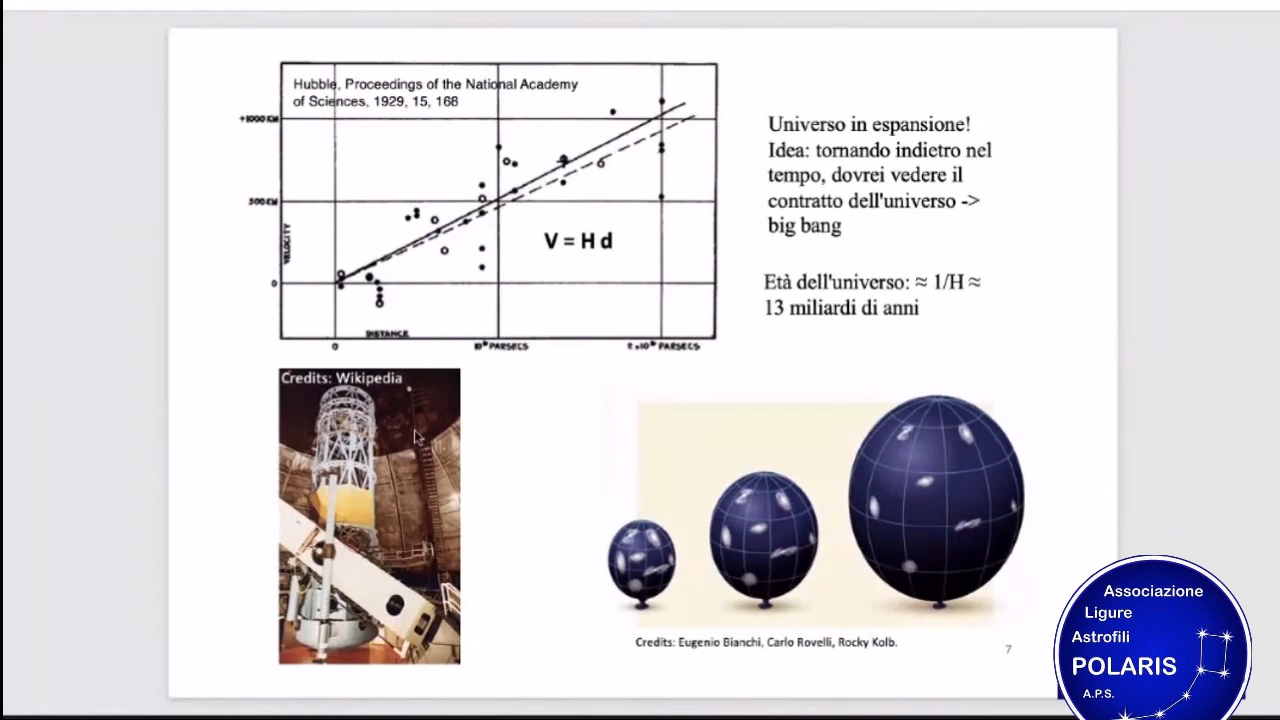 Hubble, Proceedings of the National Academy
of Sciences, 1929, 15, 168
+1000 KM
500 KM
0
VELOCITY
V = H d
DISTANCE
0
10⁶ PARSECS
2 x10⁶ PARSECS
Universo in espansione!
Idea: tornando indietro nel
tempo, dovrei vedere il
contratto dell'universo ->
big bang
Età dell'universo: ≈ 1/H ≈
13 miliardi di anni
Credits: Wikipedia
Credits: Eugenio Bianchi, Carlo Rovelli, Rocky Kolb.
7
Associazione
Ligure
Astrofili
POLARIS
A.P.S.